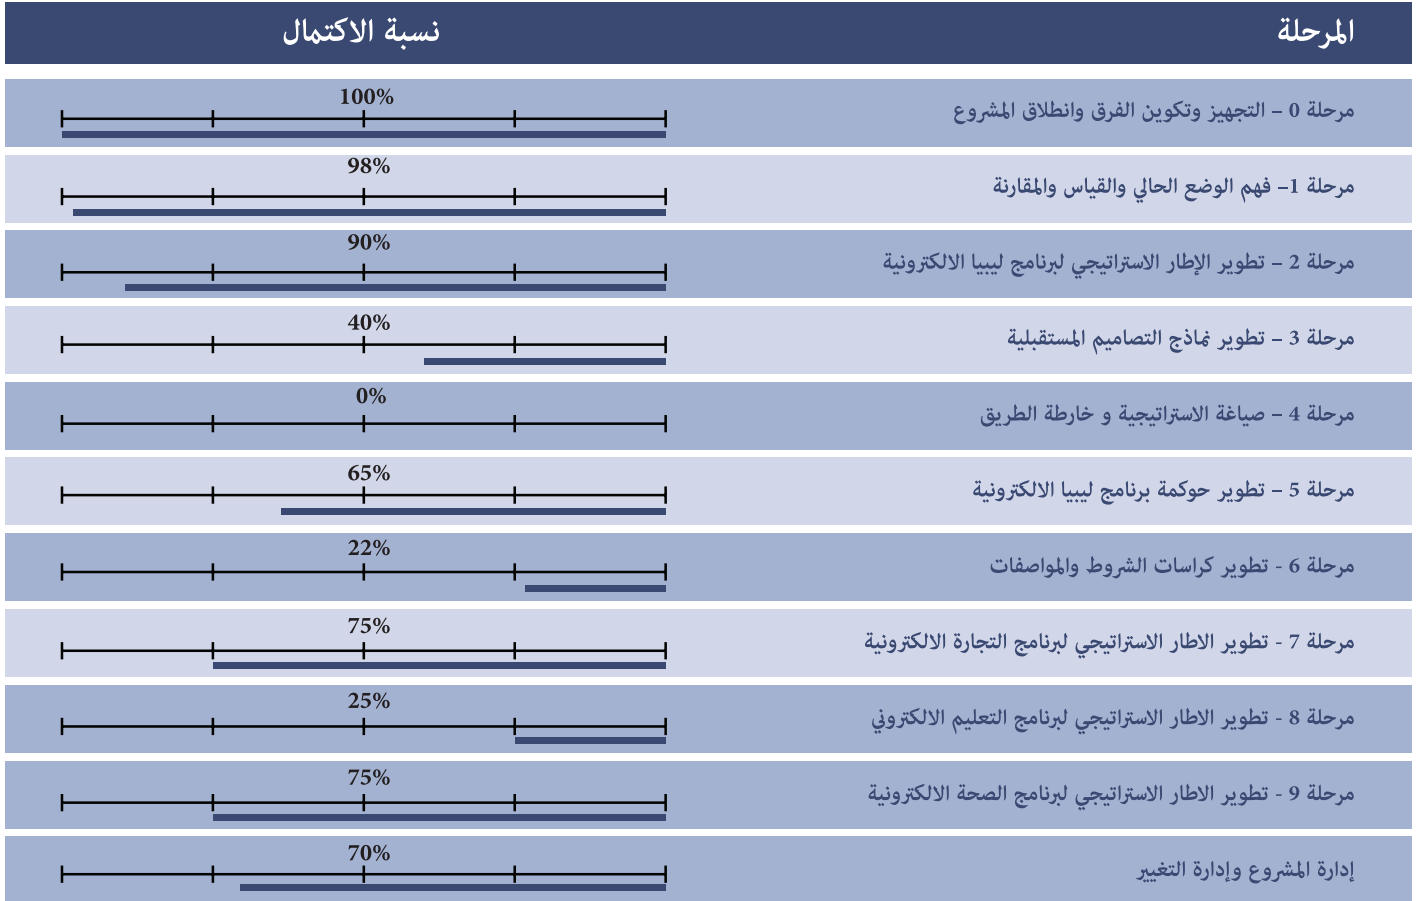 المرحلة نسبة الاكتمال
مرحلة 0 – التجهيز وتكوين الفرق وانطلاق المشروع 100%
مرحلة 1– فهم الوضع الحالي والقياس والمقارنة 98%
مرحلة 2 – تطوير الإطار الاستراتيجي لبرنامج ليبيا الالكترونية 90%
مرحلة 3 – تطوير نماذج التصاميم المستقبلية 40%
مرحلة 4 – صياغة الاستراتيجية و خارطة الطريق 0%
مرحلة 5 – تطوير حوكمة برنامج ليبيا الالكترونية 65%
مرحلة 6 - تطوير كراسات الشروط والمواصفات 22%
مرحلة 7 - تطوير الاطار الاستراتيجي لبرنامج التجارة الالكترونية 75%
مرحلة 8 - تطوير الاطار الاستراتيجي لبرنامج التعليم الالكتروني 25%
مرحلة 9 - تطوير الاطار الاستراتيجي لبرنامج الصحة الالكترونية 75%
إدارة المشروع وإدارة التغيير 70%